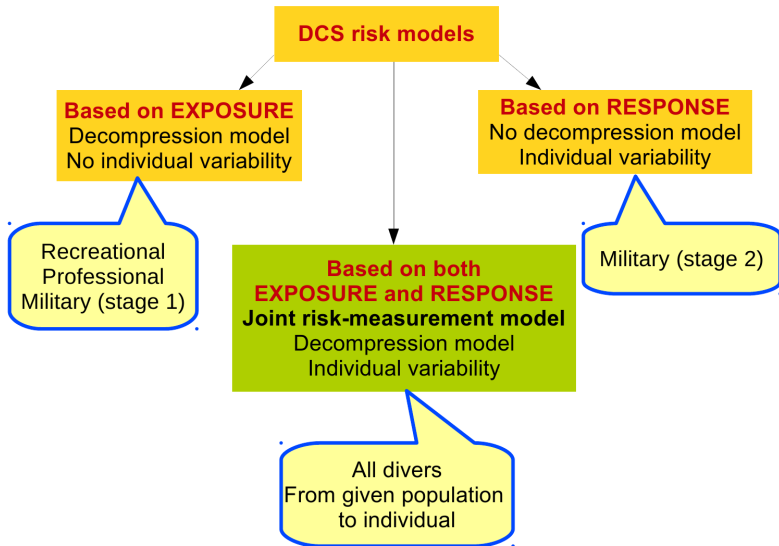 DCS risk models
Based on EXPOSURE
Decompression model
No individual variability
Based on RESPONSE
No decompression model
Individual variability
Recreational
Professional
Military (stage 1)
Military (stage 2)
Based on both
EXPOSURE and RESPONSE
Joint risk-measurement model
Decompression model
Individual variability
All divers
From given population
to individual